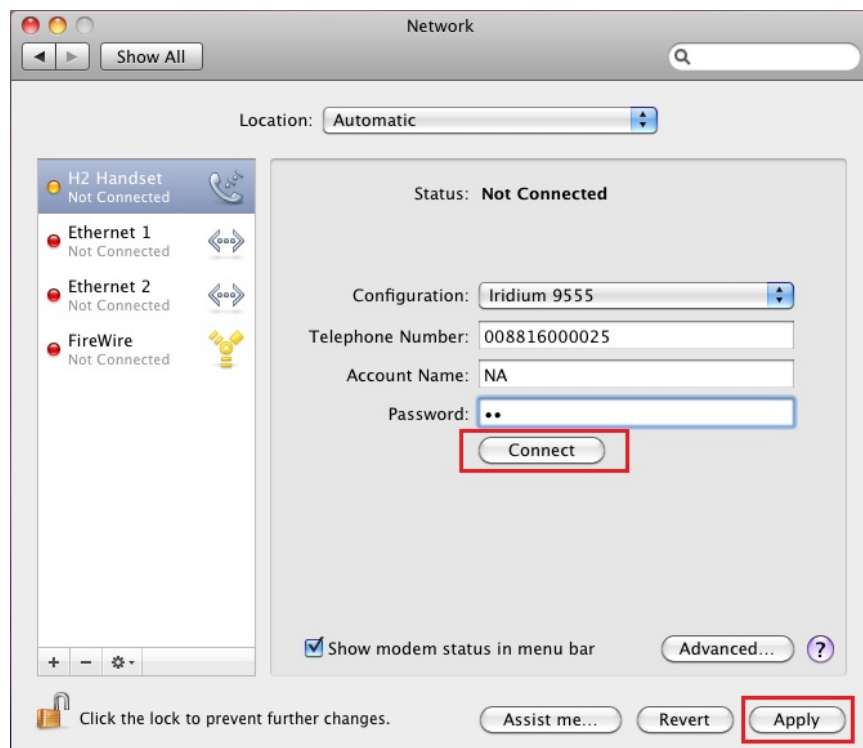 Network
Show All
Location: Automatic
H2 Handset
Not Connected
Ethernet 1
Not Connected
Ethernet 2
Not Connected
FireWire
Not Connected
Status: Not Connected
Configuration: Iridium 9555
Telephone Number: 008816000025
Account Name: NA
Password: ••
Connect
Show modem status in menu bar
Advanced...
?
Click the lock to prevent further changes.
Assist me...
Revert
Apply